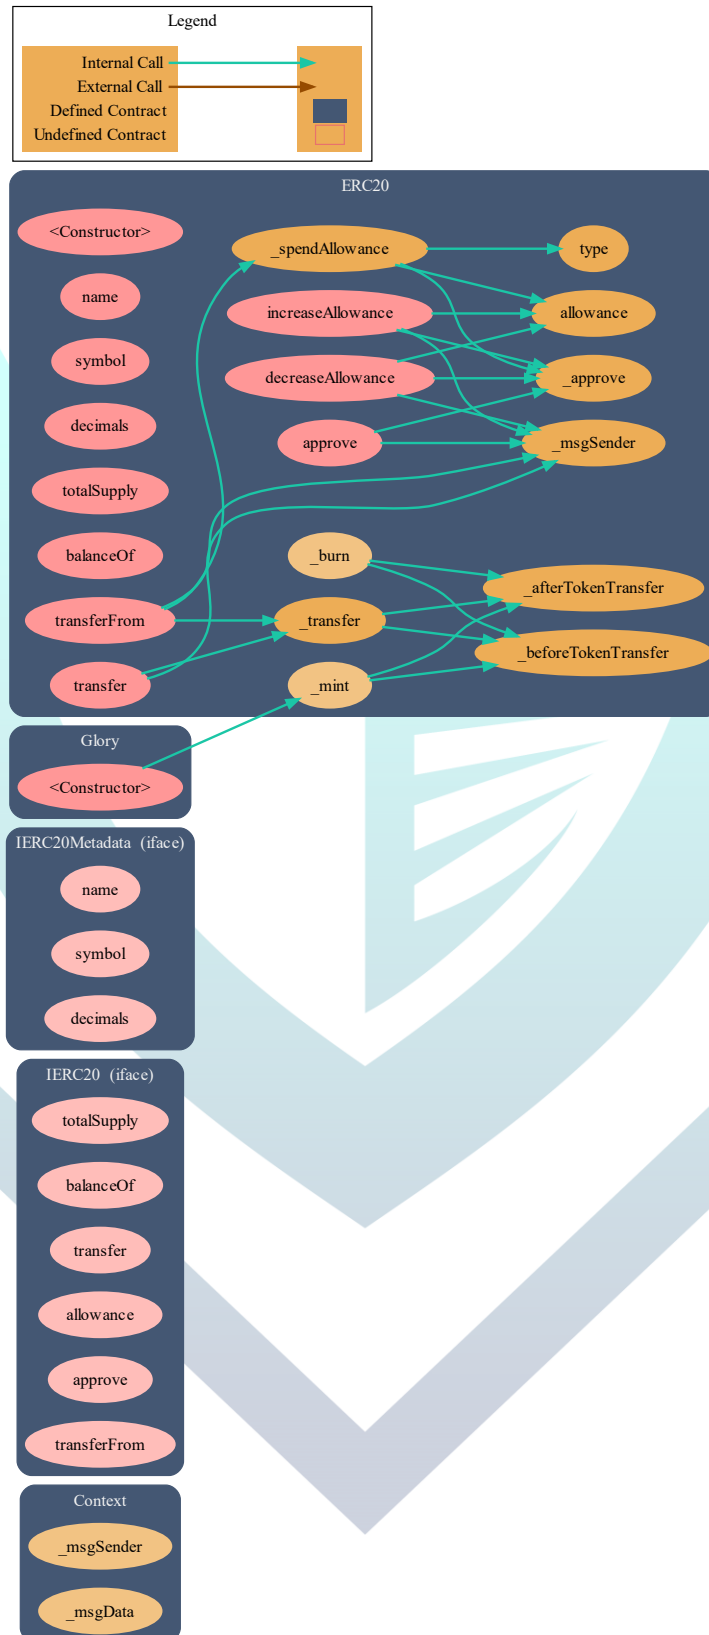 Legend
Internal Call
External Call
Defined Contract
Undefined Contract
ERC20
<Constructor>
name
symbol
decimals
totalSupply
balanceOf
transferFrom
transfer
_spendAllowance
increaseAllowance
decreaseAllowance
approve
_burn
_transfer
_mint
type
allowance
_approve
_msgSender
_afterTokenTransfer
_beforeTokenTransfer
Glory
<Constructor>
IERC20Metadata (iface)
name
symbol
decimals
IERC20 (iface)
totalSupply
balanceOf
transfer
allowance
approve
transferFrom
Context
_msgSender
_msgData